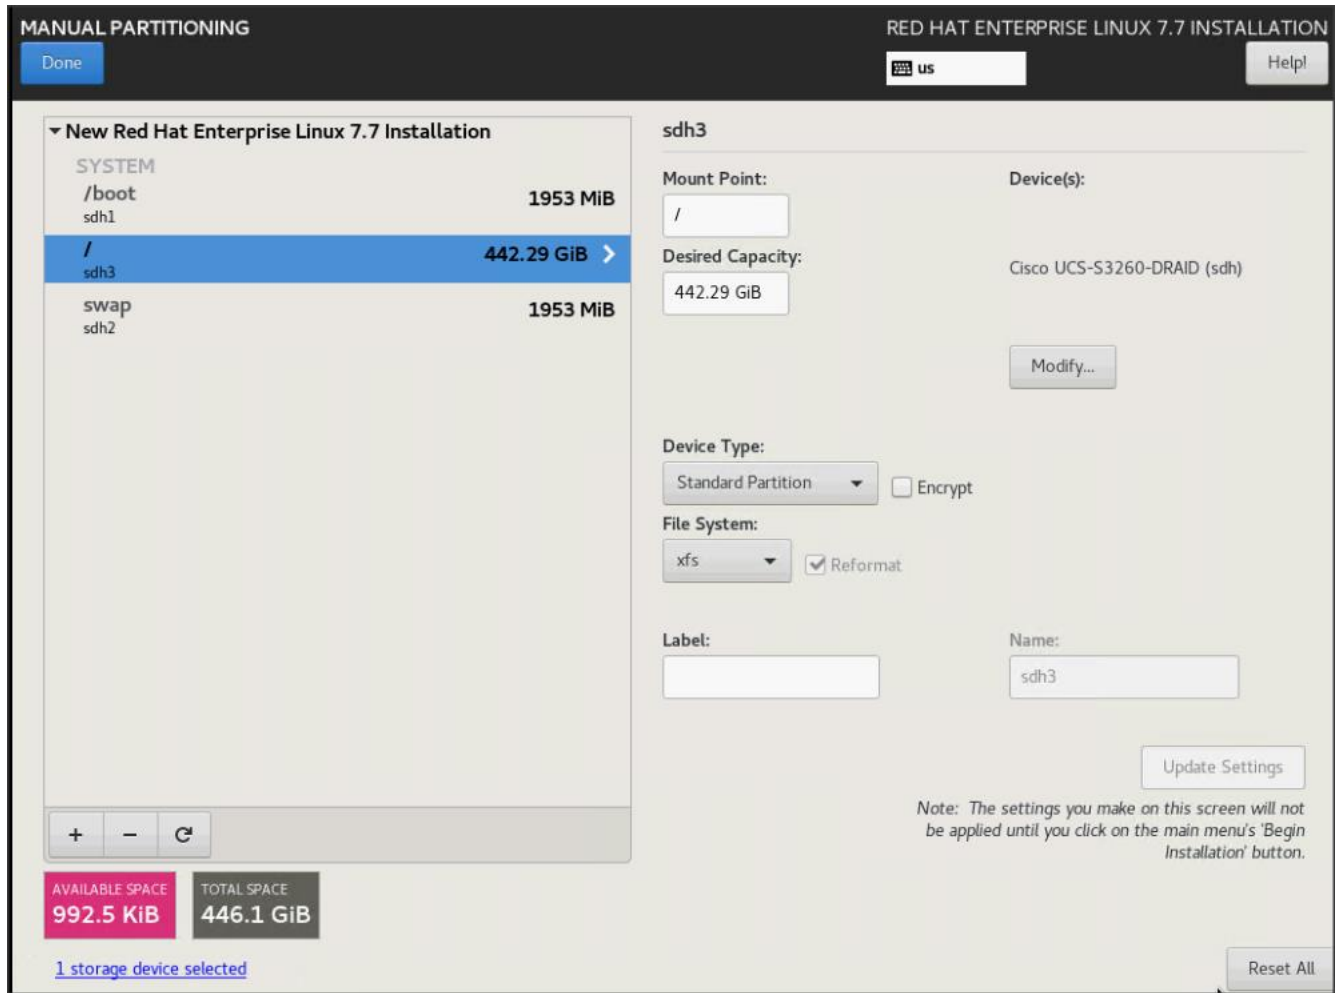 MANUAL PARTITIONING
RED HAT ENTERPRISE LINUX 7.7 INSTALLATION
Done
us
Help!
New Red Hat Enterprise Linux 7.7 Installation
SYSTEM
/boot
1953 MiB
sdh1
/
442.29 GiB
sdh3
swap
1953 MiB
sdh2
+ −
AVAILABLE SPACE
992.5 KiB
TOTAL SPACE
446.1 GiB
1 storage device selected
sdh3
Mount Point:
/
Desired Capacity:
442.29 GiB
Device(s):
Cisco UCS-S3260-DRAID (sdh)
Modify...
Device Type:
Standard Partition
Encrypt
File System:
xfs
Reformat
Label:
Name:
sdh3
Update Settings
Note: The settings you make on this screen will not
be applied until you click on the main menu's 'Begin
Installation' button.
Reset All